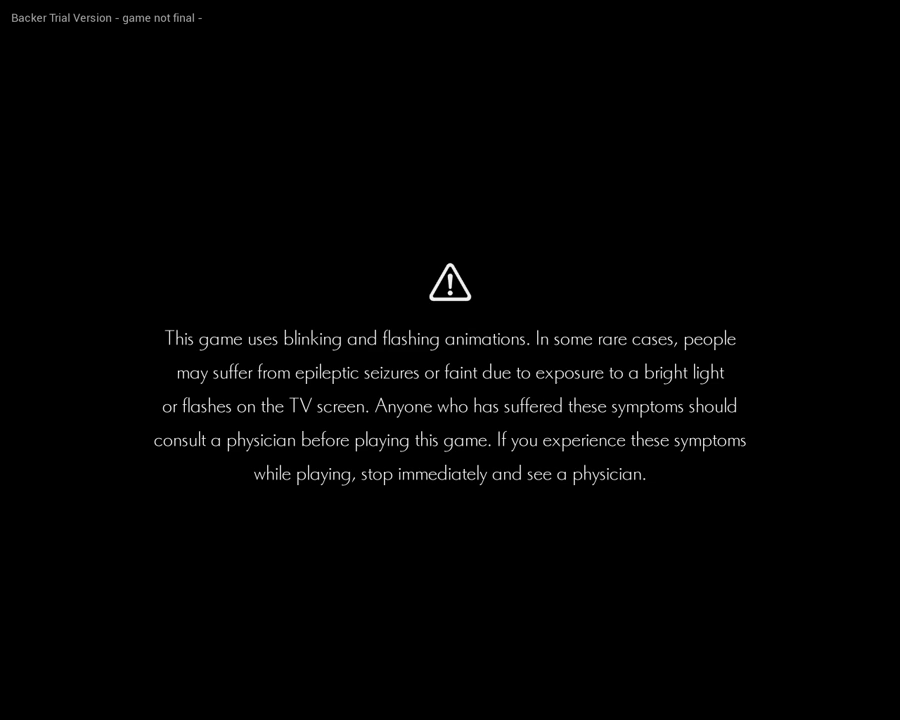 Backer Trial Version - game not final -
This game uses blinking and flashing animations. In some rare cases, people
may suffer from epileptic seizures or faint due to exposure to a bright light
or flashes on the TV screen. Anyone who has suffered these symptoms should
consult a physician before playing this game. If you experience these symptoms
while playing, stop immediately and see a physician.